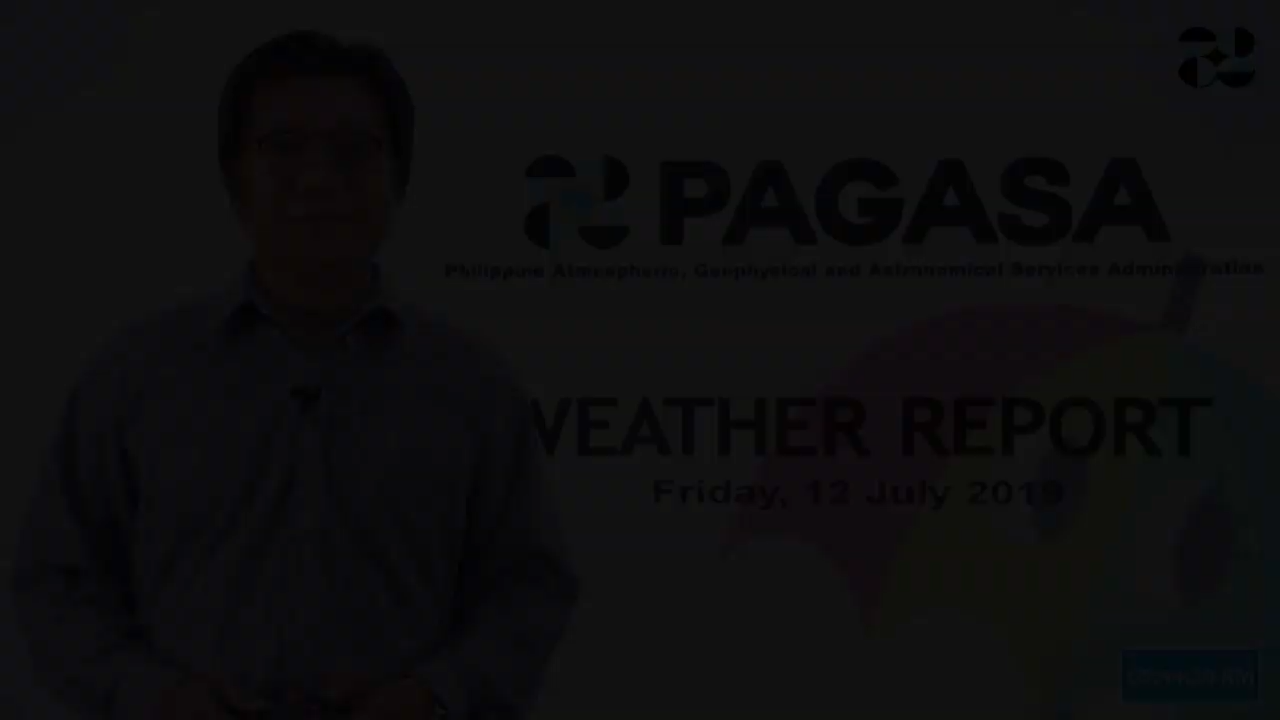 PAGASA
Philippine Atmospheric, Geophysical and Astronomical Services Administration
WEATHER REPORT
Friday, 12 July 2019